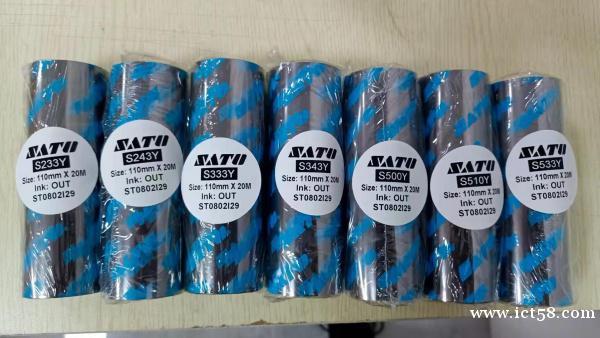 SATO
S233Y
Size: 110mm X 20M
Ink: OUT
ST0802I29
SATO
S243Y
Size: 110mm X 20M
Ink: OUT
ST0802I29
SATO
S333Y
Size: 110mm X 20M
Ink: OUT
ST0802I29
SATO
S343Y
Size: 110mm X 20M
Ink: OUT
ST0802I29
SATO
S500Y
Size: 110mm X 20M
Ink: OUT
ST0802I29
SATO
S510Y
Size: 110mm X 20M
Ink: OUT
ST0802I29
SATO
S533Y
Size: 110mm X 20M
Ink: OUT
ST0802I29
www.ict58.com